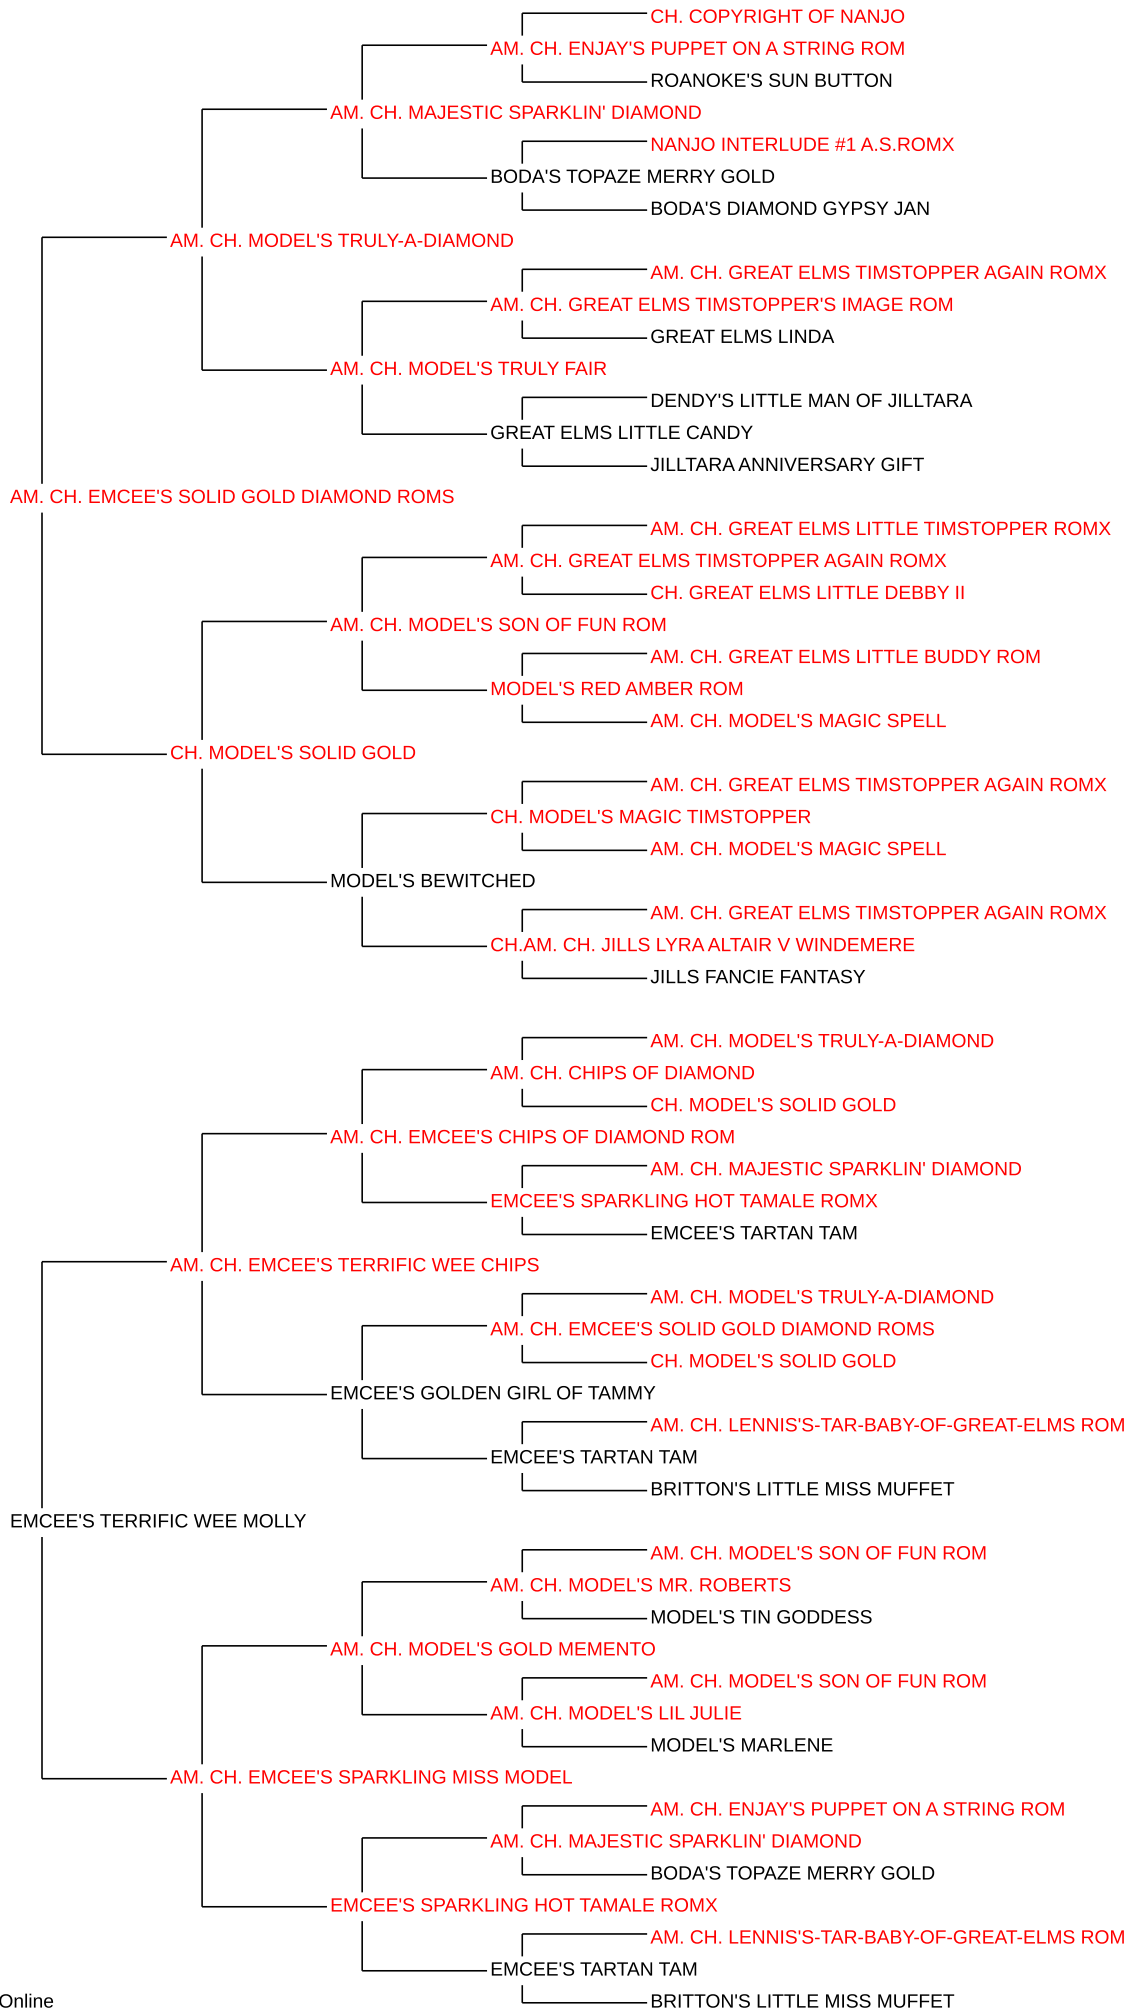 CH. COPYRIGHT OF NANJO
AM. CH. ENJAY'S PUPPET ON A STRING ROM
ROANOKE'S SUN BUTTON
AM. CH. MAJESTIC SPARKLIN' DIAMOND
NANJO INTERLUDE #1 A.S.ROMX
BODA'S TOPAZE MERRY GOLD
BODA'S DIAMOND GYPSY JAN
AM. CH. MODEL'S TRULY-A-DIAMOND
AM. CH. GREAT ELMS TIMSTOPPER AGAIN ROMX
AM. CH. GREAT ELMS TIMSTOPPER'S IMAGE ROM
GREAT ELMS LINDA
AM. CH. MODEL'S TRULY FAIR
DENDY'S LITTLE MAN OF JILLTARA
GREAT ELMS LITTLE CANDY
JILLTARA ANNIVERSARY GIFT
AM. CH. EMCEE'S SOLID GOLD DIAMOND ROMS
AM. CH. GREAT ELMS LITTLE TIMSTOPPER ROMX
AM. CH. GREAT ELMS TIMSTOPPER AGAIN ROMX
CH. GREAT ELMS LITTLE DEBBY II
AM. CH. MODEL'S SON OF FUN ROM
AM. CH. GREAT ELMS LITTLE BUDDY ROM
MODEL'S RED AMBER ROM
AM. CH. MODEL'S MAGIC SPELL
CH. MODEL'S SOLID GOLD
AM. CH. GREAT ELMS TIMSTOPPER AGAIN ROMX
CH. MODEL'S MAGIC TIMSTOPPER
AM. CH. MODEL'S MAGIC SPELL
MODEL'S BEWITCHED
AM. CH. GREAT ELMS TIMSTOPPER AGAIN ROMX
CH.AM. CH. JILLS LYRA ALTAIR V WINDEMERE
JILLS FANCIE FANTASY
AM. CH. MODEL'S TRULY-A-DIAMOND
AM. CH. CHIPS OF DIAMOND
CH. MODEL'S SOLID GOLD
AM. CH. EMCEE'S CHIPS OF DIAMOND ROM
AM. CH. MAJESTIC SPARKLIN' DIAMOND
EMCEE'S SPARKLING HOT TAMALE ROMX
EMCEE'S TARTAN TAM
AM. CH. EMCEE'S TERRIFIC WEE CHIPS
AM. CH. MODEL'S TRULY-A-DIAMOND
AM. CH. EMCEE'S SOLID GOLD DIAMOND ROMS
CH. MODEL'S SOLID GOLD
EMCEE'S GOLDEN GIRL OF TAMMY
AM. CH. LENNIS'S-TAR-BABY-OF-GREAT-ELMS ROM
EMCEE'S TARTAN TAM
BRITTON'S LITTLE MISS MUFFET
EMCEE'S TERRIFIC WEE MOLLY
AM. CH. MODEL'S SON OF FUN ROM
AM. CH. MODEL'S MR. ROBERTS
MODEL'S TIN GODDESS
AM. CH. MODEL'S GOLD MEMENTO
AM. CH. MODEL'S SON OF FUN ROM
AM. CH. MODEL'S LIL JULIE
MODEL'S MARLENE
AM. CH. EMCEE'S SPARKLING MISS MODEL
AM. CH. ENJAY'S PUPPET ON A STRING ROM
AM. CH. MAJESTIC SPARKLIN' DIAMOND
BODA'S TOPAZE MERRY GOLD
EMCEE'S SPARKLING HOT TAMALE ROMX
AM. CH. LENNIS'S-TAR-BABY-OF-GREAT-ELMS ROM
EMCEE'S TARTAN TAM
BRITTON'S LITTLE MISS MUFFET
Online